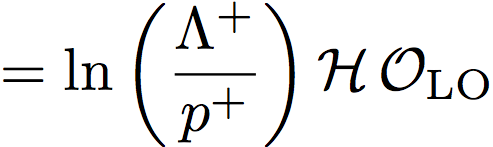 = ln ( Λ⁺ / p⁺ ) ℋ 𝒪_LO